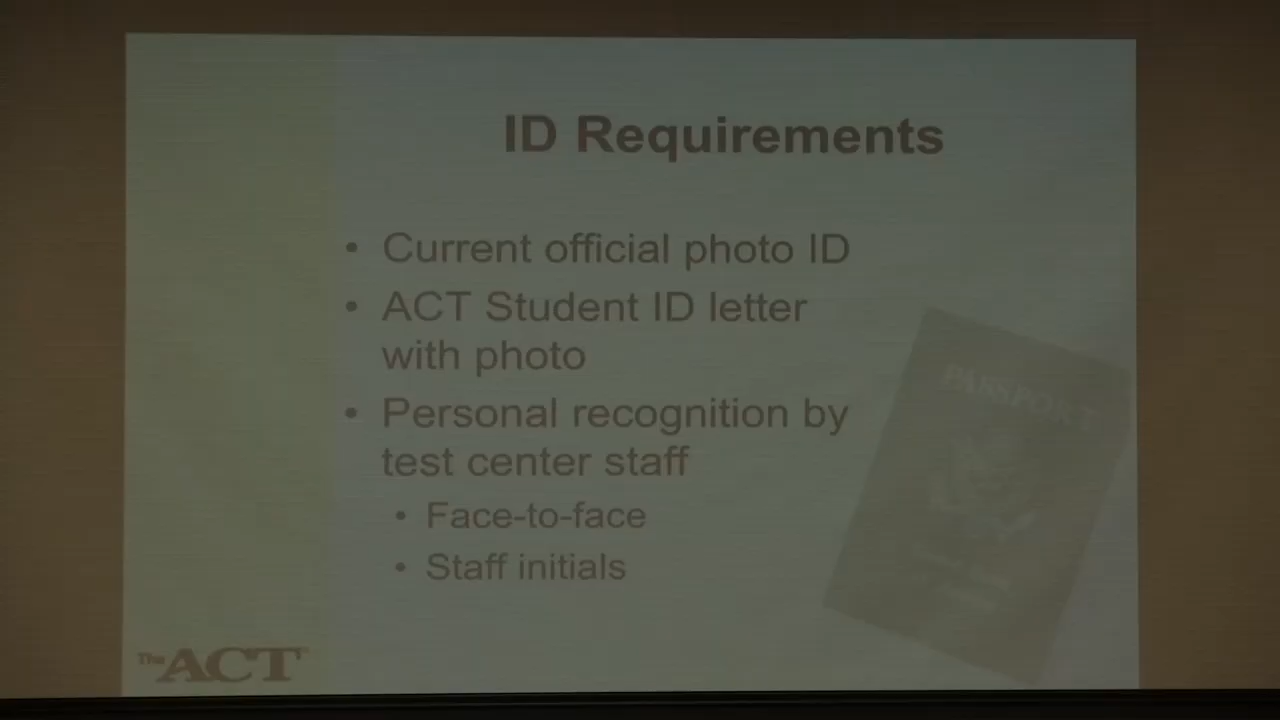 ID Requirements
• Current official photo ID
• ACT Student ID letter
with photo
• Personal recognition by
test center staff
• Face-to-face
• Staff initials
PASSPORT
The ACT